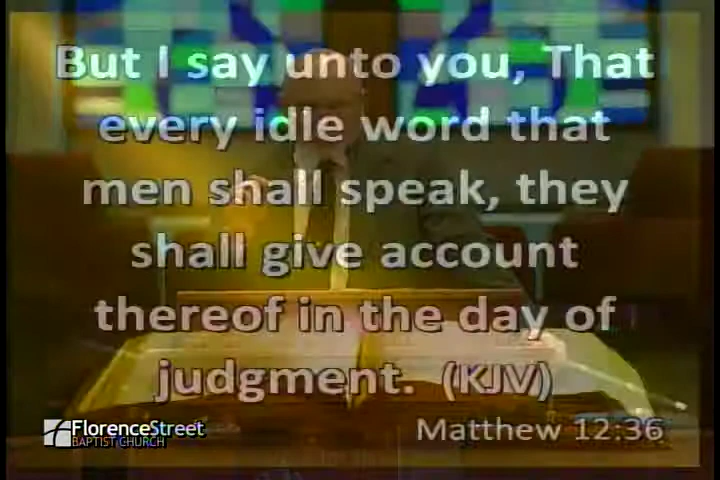 But I say unto you, That
every idle word that
men shall speak, they
shall give account
thereof in the day of
judgment. (KJV)
Matthew 12:36
FlorenceStreet
BAPTIST CHURCH